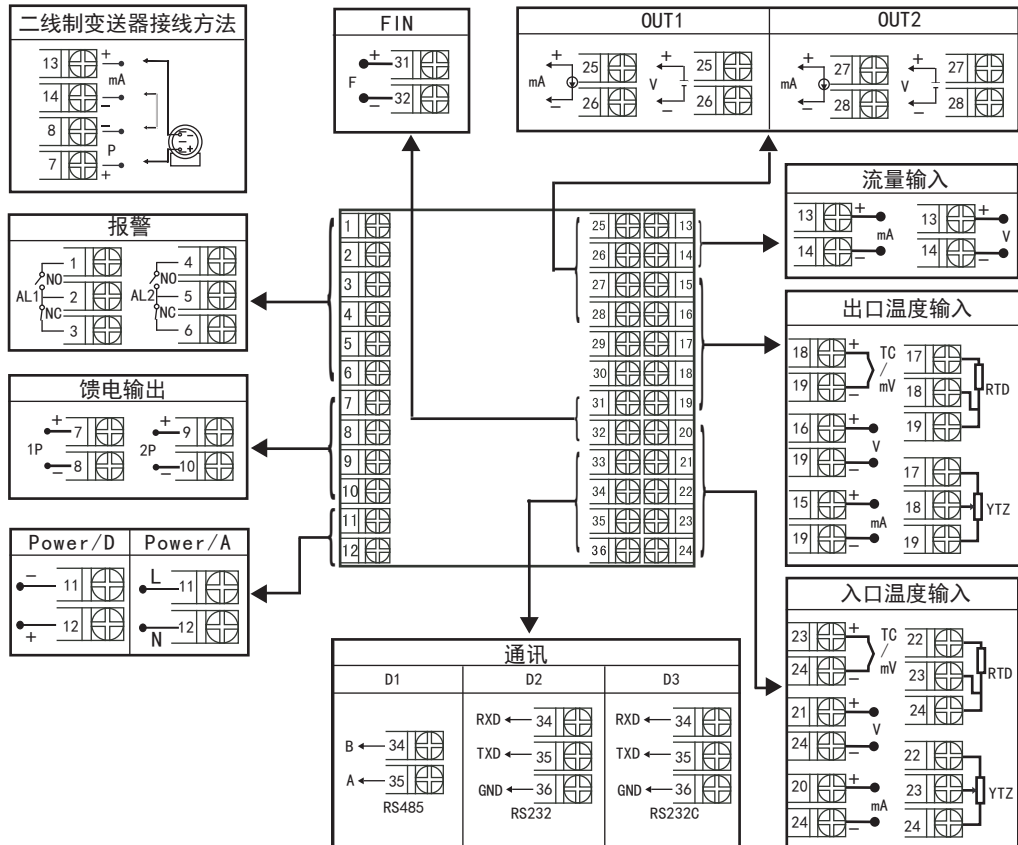 二线制变送器接线方法
13 +
mA
14 −
8 −
P
7 +
FIN
+ 31
F
− 32
OUT1
OUT2
+ 25 + 25
mA V
− 26 − 26
+ 27 + 27
mA V
− 28 − 28
流量输入
13 + 13 +
mA V
14 − 14 −
报警
1 4
NO NO
AL1 2 AL2 5
NC NC
3 6
馈电输出
+ 7 + 9
1P 2P
− 8 − 10
Power/D Power/A
− 11 L 11
+ 12 N 12
1 25 13
2 26 14
3 27 15
4 28 16
5 29 17
6 30 18
7 31 19
8 32 20
9 33 21
10 34 22
11 35 23
12 36 24
出口温度输入
18 + TC 17
/ 18 RTD
19 − mV 19
16 + V
19 −
17
15 + mA 18 YTZ
19 − 19
入口温度输入
23 + TC 22
/ 23 RTD
24 − mV 24
21 + V
24 −
22
20 + mA 23 YTZ
24 − 24
通讯
D1 D2 D3
RXD 34 RXD 34
B 34 TXD 35 TXD 35
A 35 GND 36 GND 36
RS485 RS232 RS232C